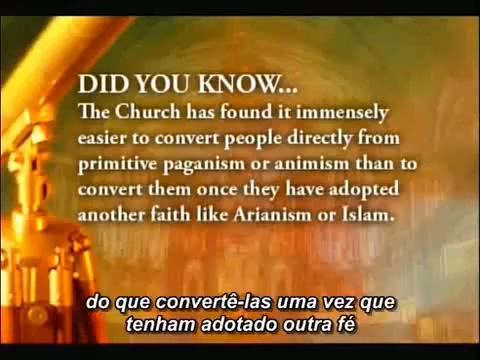 DID YOU KNOW...
The Church has found it immensely
easier to convert people directly from
primitive paganism or animism than to
convert them once they have adopted
another faith like Arianism or Islam.
do que convertê-las uma vez que
tenham adotado outra fé